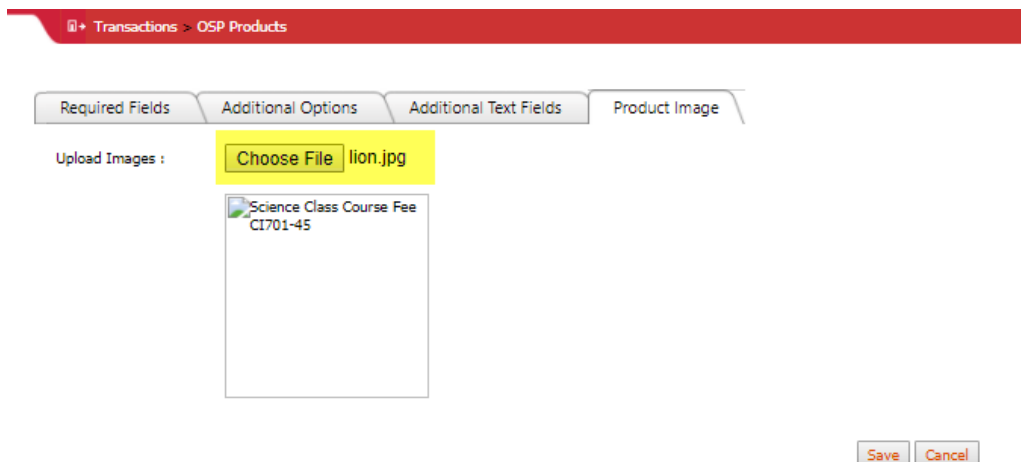 Transactions > OSP Products
Required Fields Additional Options Additional Text Fields Product Image
Upload Images : Choose File lion.jpg
Science Class Course Fee
CI701-45
Save Cancel